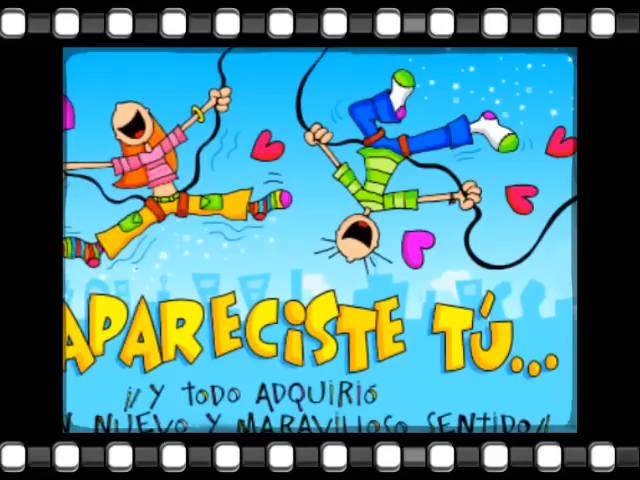 APARECISTE TÚ...
¡¡ Y TODO ADQUIRIÓ
N NUEVO Y MARAVILLOSO SENTIDO!!